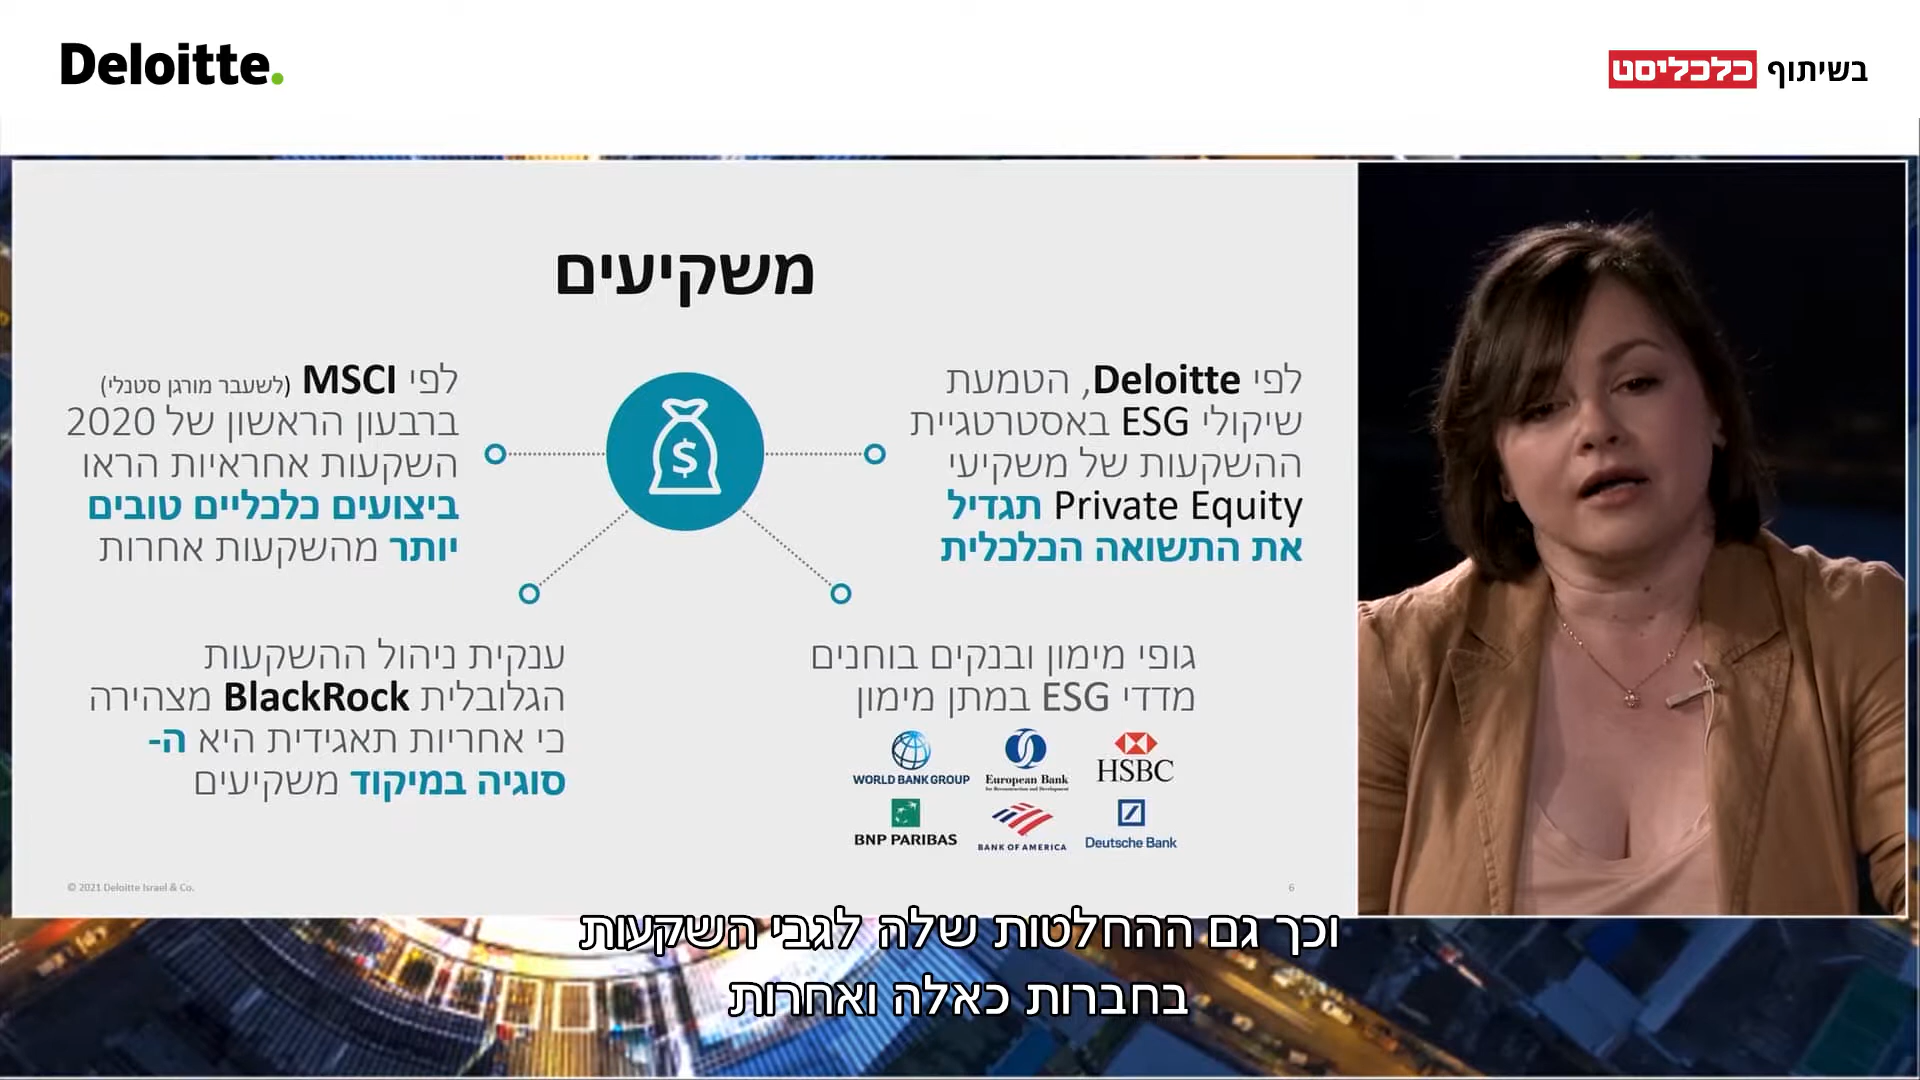 Deloitte.
בשיתוף כלכליסט
משקיעים
לפי Deloitte, הטמעת
שיקולי ESG באסטרטגיית
ההשקעות של משקיעי
Private Equity תגדיל
את התשואה הכלכלית
לפי MSCI (לשעבר מורגן סטנלי)
ברבעון הראשון של 2020
השקעות אחראיות הראו
ביצועים כלכליים טובים
יותר מהשקעות אחרות
$
גופי מימון ובנקים בוחנים
מדדי ESG במתן מימון
WORLD BANK GROUP
European Bank
for Reconstruction and Development
HSBC
BNP PARIBAS
BANK OF AMERICA
Deutsche Bank
ענקית ניהול ההשקעות
הגלובלית BlackRock מצהירה
כי אחריות תאגידית היא ה-
סוגיה במיקוד משקיעים
© 2021 Deloitte Israel & Co.
6
וכך גם ההחלטות שלה לגבי השקעות
בחברות כאלה ואחרות